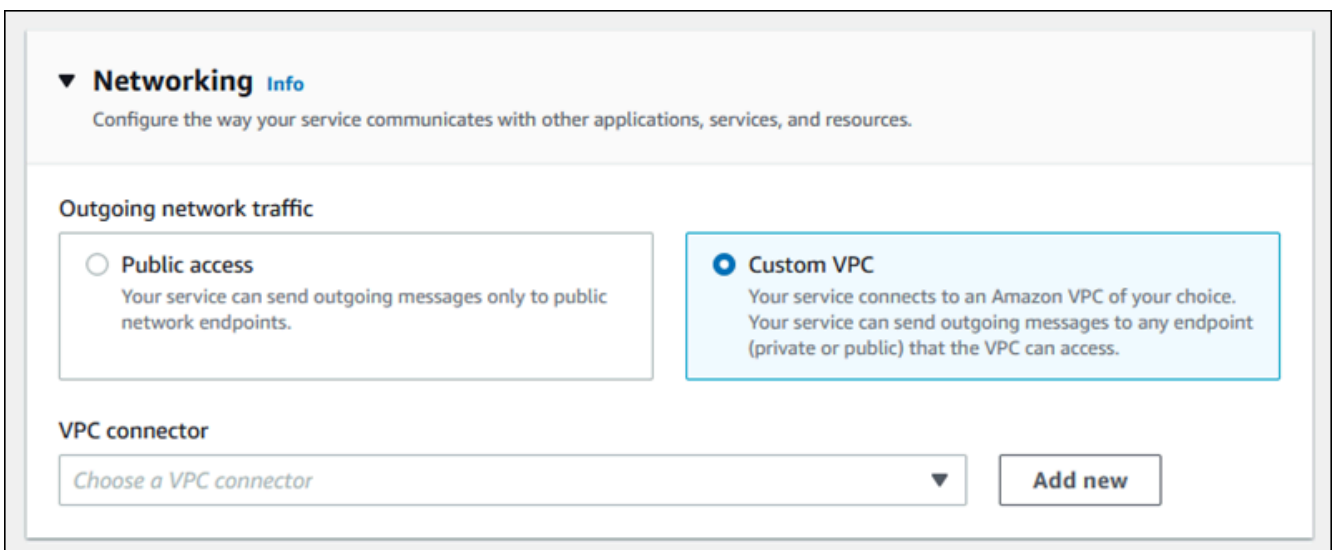 Networking Info
Configure the way your service communicates with other applications, services, and resources.
Outgoing network traffic
Public access
Your service can send outgoing messages only to public
network endpoints.
Custom VPC
Your service connects to an Amazon VPC of your choice.
Your service can send outgoing messages to any endpoint
(private or public) that the VPC can access.
VPC connector
Choose a VPC connector
Add new